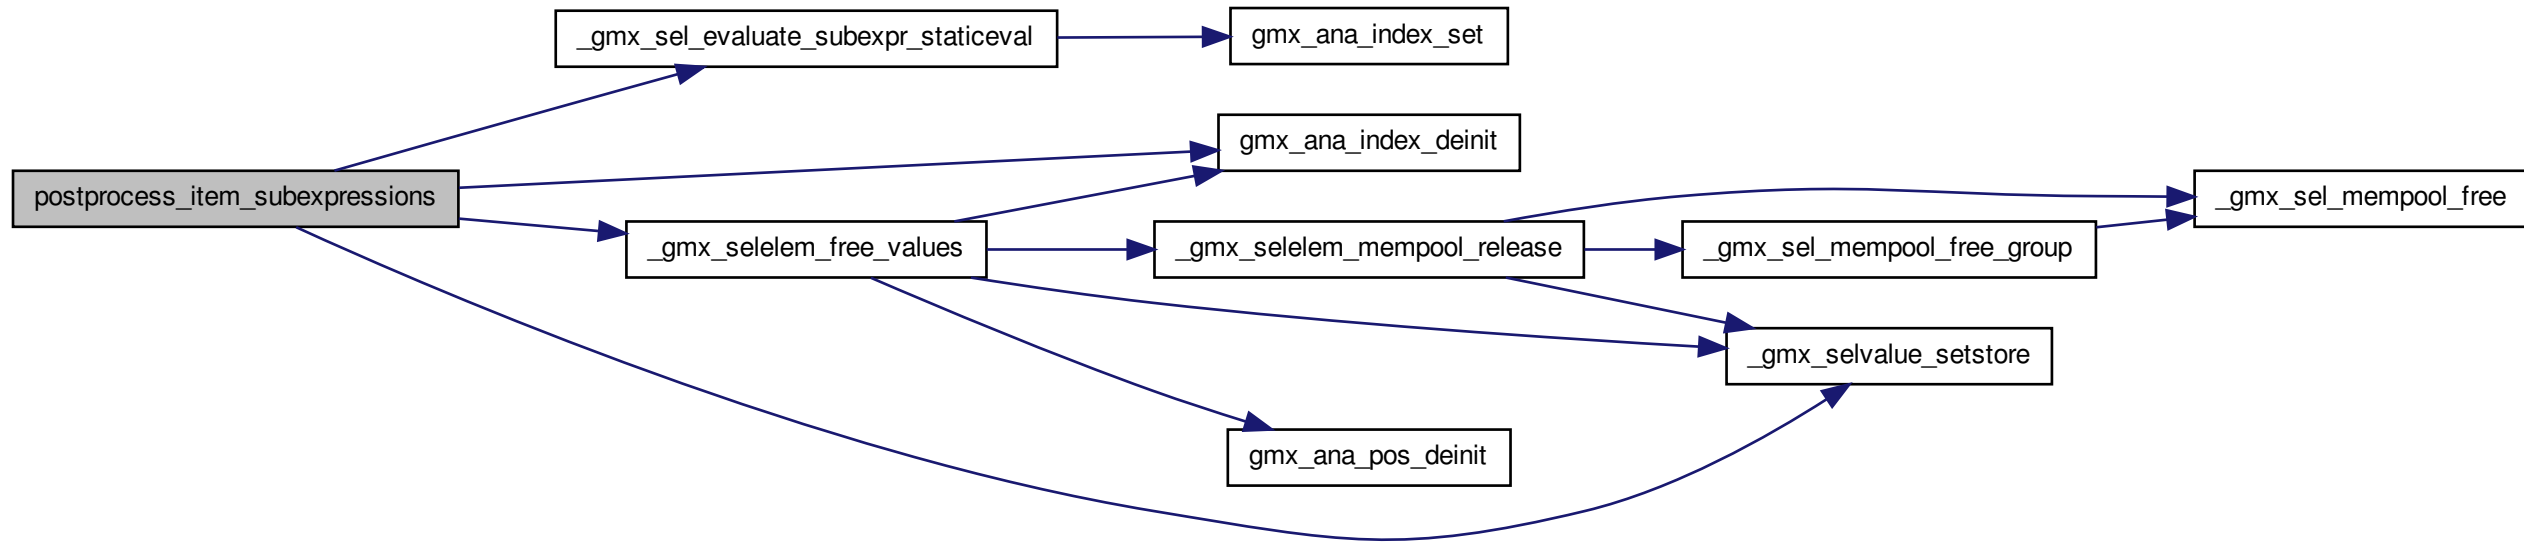 _gmx_sel_evaluate_subexpr_staticeval
gmx_ana_index_set
gmx_ana_index_deinit
postprocess_item_subexpressions
_gmx_sel_mempool_free
_gmx_selelem_free_values
_gmx_selelem_mempool_release
_gmx_sel_mempool_free_group
_gmx_selvalue_setstore
gmx_ana_pos_deinit